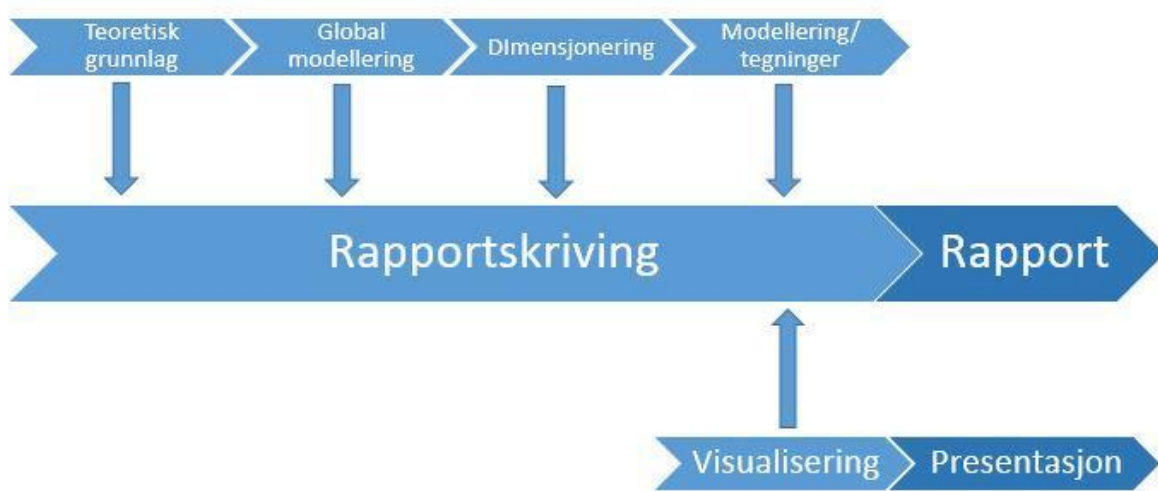 Teoretisk
grunnlag
Global
modellering
DImensjonering
Modellering/
tegninger
Rapportskriving
Rapport
Visualisering
Presentasjon